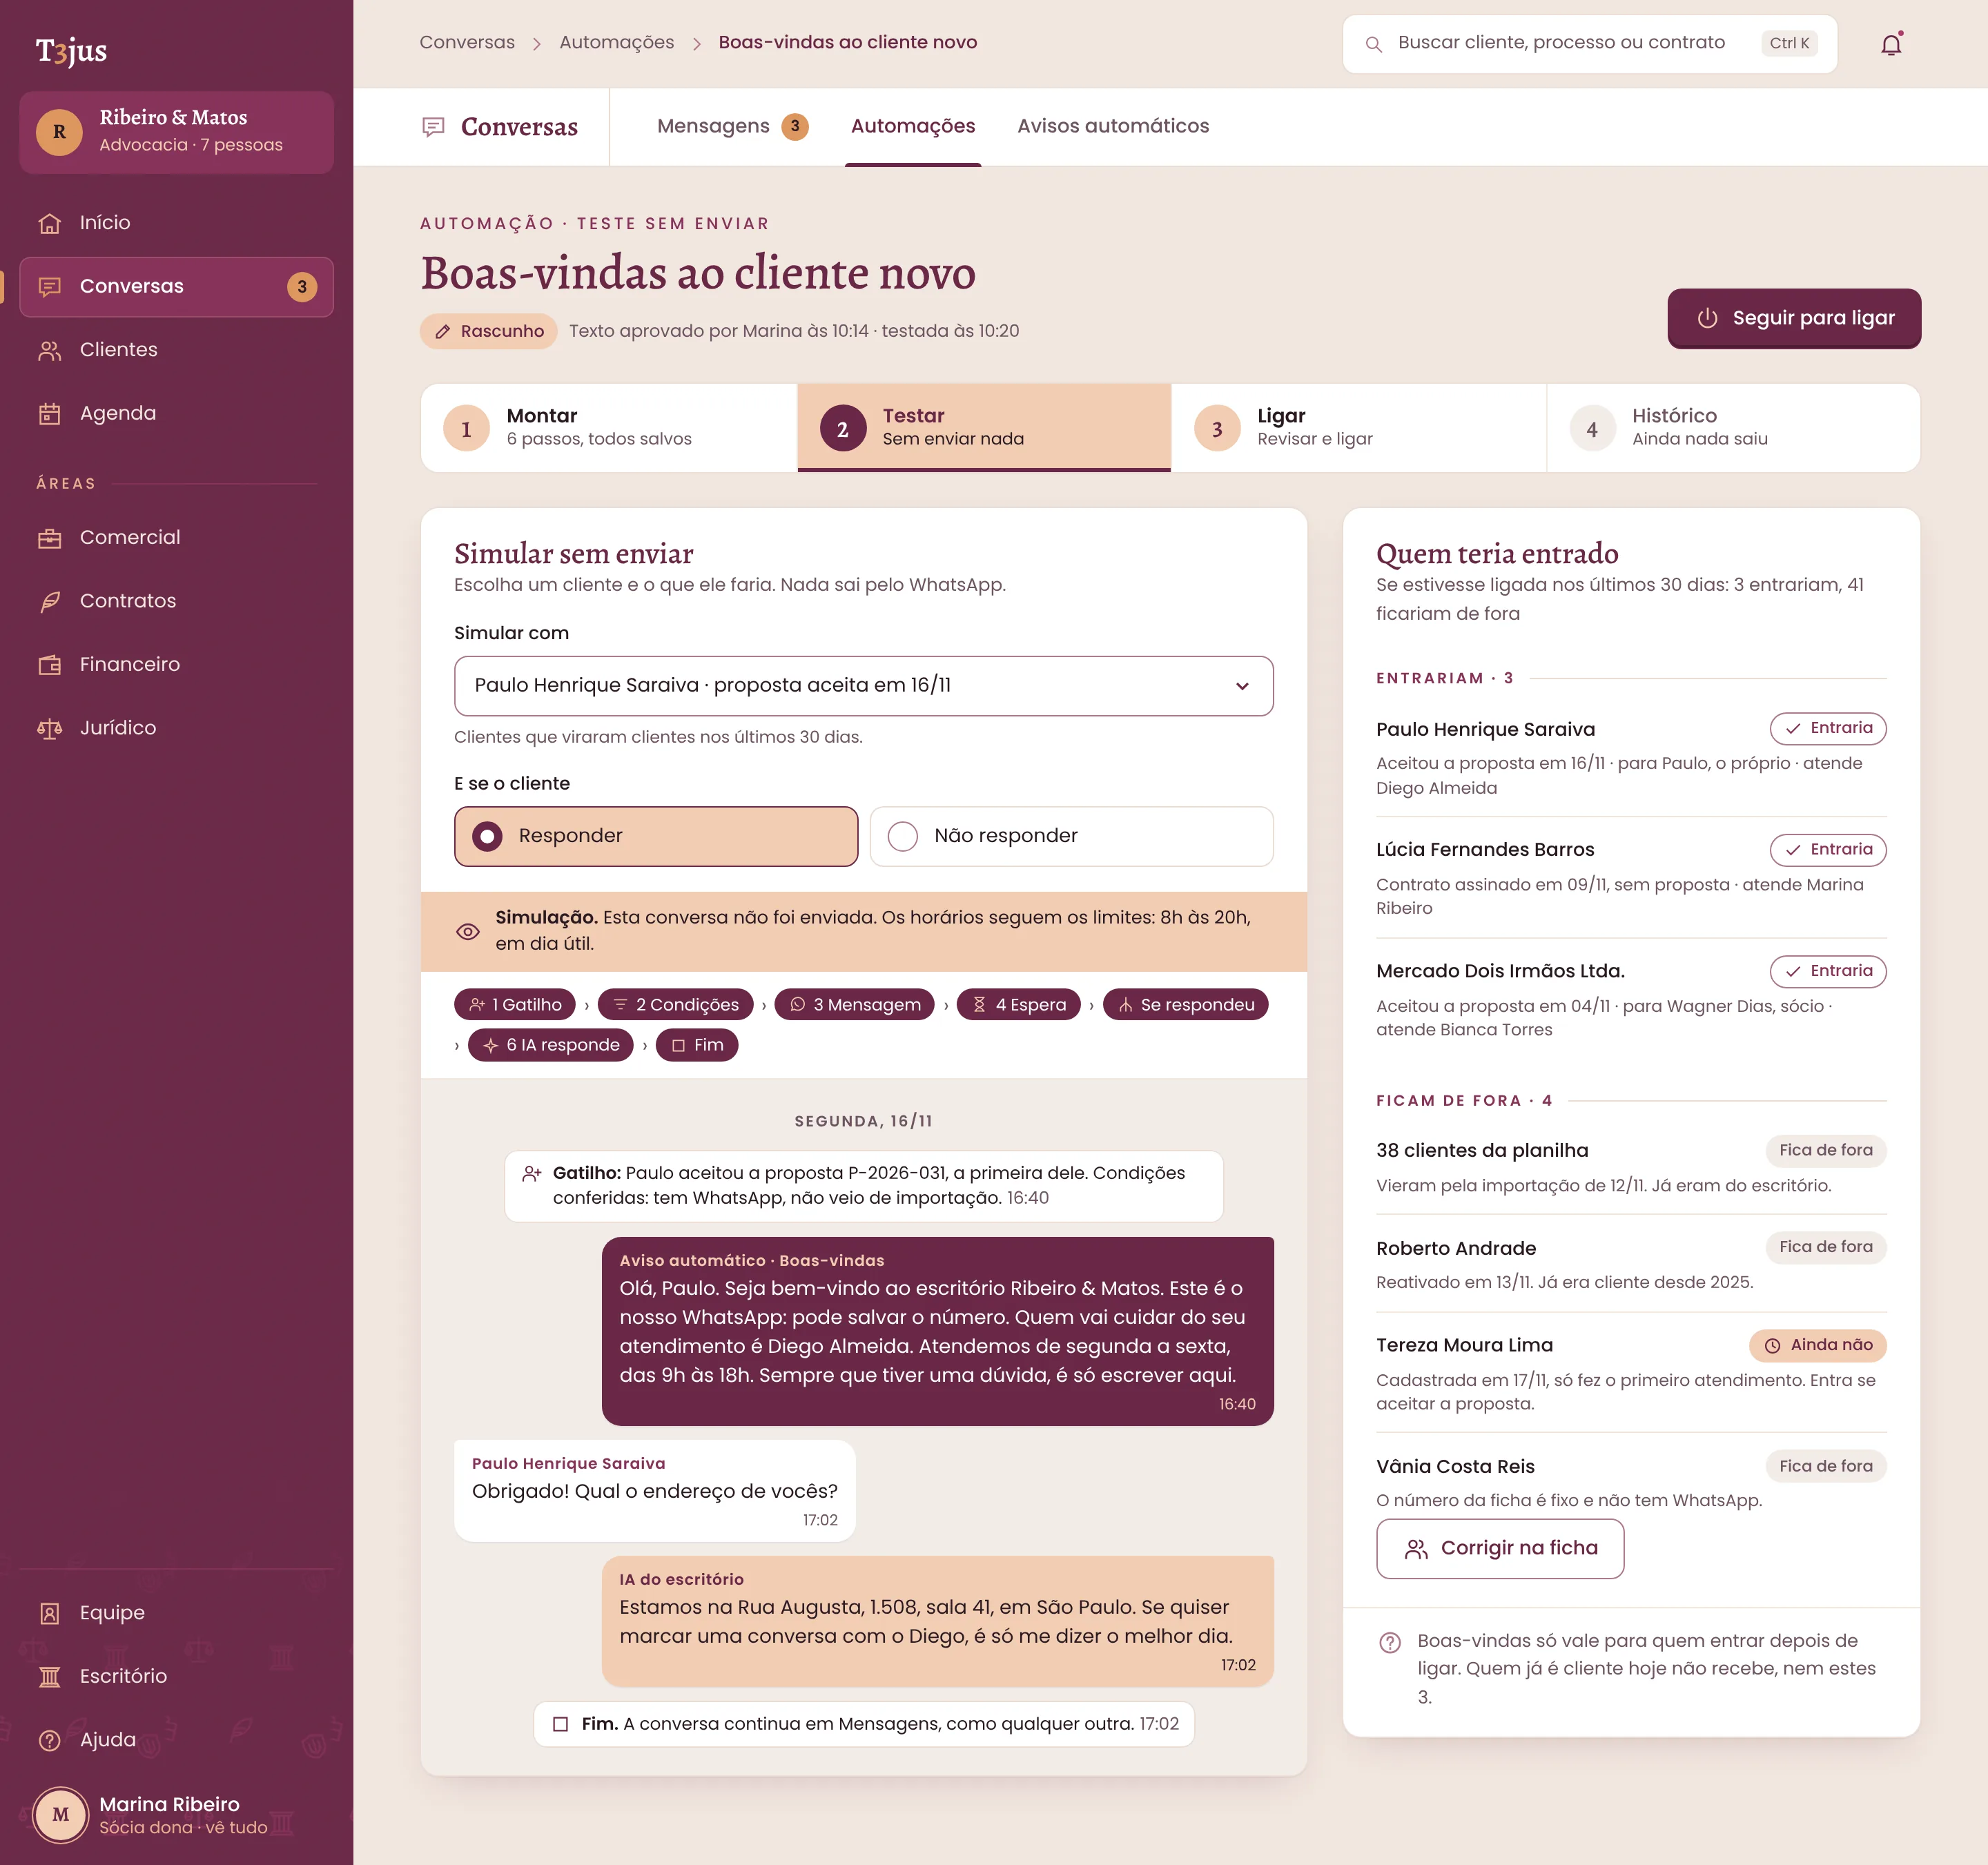 T3jus
R
Ribeiro & Matos
Advocacia · 7 pessoas
Início
Conversas
3
Clientes
Agenda
ÁREAS
Comercial
Contratos
Financeiro
Jurídico
Equipe
Escritório
Ajuda
M
Marina Ribeiro
Sócia dona · vê tudo
Conversas
Automações
Boas-vindas ao cliente novo
Buscar cliente, processo ou contrato
Ctrl K
Conversas
Mensagens
3
Automações
Avisos automáticos
AUTOMAÇÃO · TESTE SEM ENVIAR
Boas-vindas ao cliente novo
Rascunho
Texto aprovado por Marina às 10:14 · testada às 10:20
Seguir para ligar
1
Montar
6 passos, todos salvos
2
Testar
Sem enviar nada
3
Ligar
Revisar e ligar
4
Histórico
Ainda nada saiu
Simular sem enviar
Escolha um cliente e o que ele faria. Nada sai pelo WhatsApp.
Simular com
Paulo Henrique Saraiva · proposta aceita em 16/11
Clientes que viraram clientes nos últimos 30 dias.
E se o cliente
Responder
Não responder
Simulação. Esta conversa não foi enviada. Os horários seguem os limites: 8h às 20h,
em dia útil.
1 Gatilho › 2 Condições › 3 Mensagem › 4 Espera › Se respondeu
› 6 IA responde › Fim
SEGUNDA, 16/11
Gatilho: Paulo aceitou a proposta P-2026-031, a primeira dele. Condições
conferidas: tem WhatsApp, não veio de importação. 16:40
Aviso automático · Boas-vindas
Olá, Paulo. Seja bem-vindo ao escritório Ribeiro & Matos. Este é o
nosso WhatsApp: pode salvar o número. Quem vai cuidar do seu
atendimento é Diego Almeida. Atendemos de segunda a sexta,
das 9h às 18h. Sempre que tiver uma dúvida, é só escrever aqui.
16:40
Paulo Henrique Saraiva
Obrigado! Qual o endereço de vocês?
17:02
IA do escritório
Estamos na Rua Augusta, 1.508, sala 41, em São Paulo. Se quiser
marcar uma conversa com o Diego, é só me dizer o melhor dia.
17:02
Fim. A conversa continua em Mensagens, como qualquer outra. 17:02
Quem teria entrado
Se estivesse ligada nos últimos 30 dias: 3 entrariam, 41
ficariam de fora
ENTRARIAM · 3
Paulo Henrique Saraiva
Entraria
Aceitou a proposta em 16/11 · para Paulo, o próprio · atende
Diego Almeida
Lúcia Fernandes Barros
Entraria
Contrato assinado em 09/11, sem proposta · atende Marina
Ribeiro
Mercado Dois Irmãos Ltda.
Entraria
Aceitou a proposta em 04/11 · para Wagner Dias, sócio ·
atende Bianca Torres
FICAM DE FORA · 4
38 clientes da planilha
Fica de fora
Vieram pela importação de 12/11. Já eram do escritório.
Roberto Andrade
Fica de fora
Reativado em 13/11. Já era cliente desde 2025.
Tereza Moura Lima
Ainda não
Cadastrada em 17/11, só fez o primeiro atendimento. Entra se
aceitar a proposta.
Vânia Costa Reis
Fica de fora
O número da ficha é fixo e não tem WhatsApp.
Corrigir na ficha
Boas-vindas só vale para quem entrar depois de
ligar. Quem já é cliente hoje não recebe, nem estes
3.